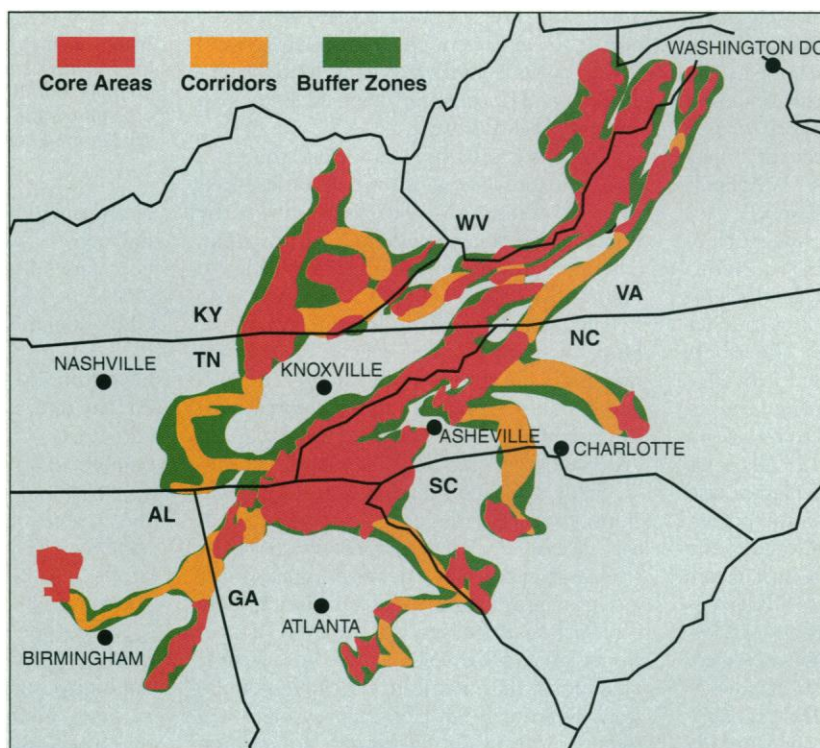 Core Areas Corridors Buffer Zones
WASHINGTON DC
WV
KY
VA
TN
NC
NASHVILLE
KNOXVILLE
ASHEVILLE
CHARLOTTE
SC
AL
GA
ATLANTA
BIRMINGHAM